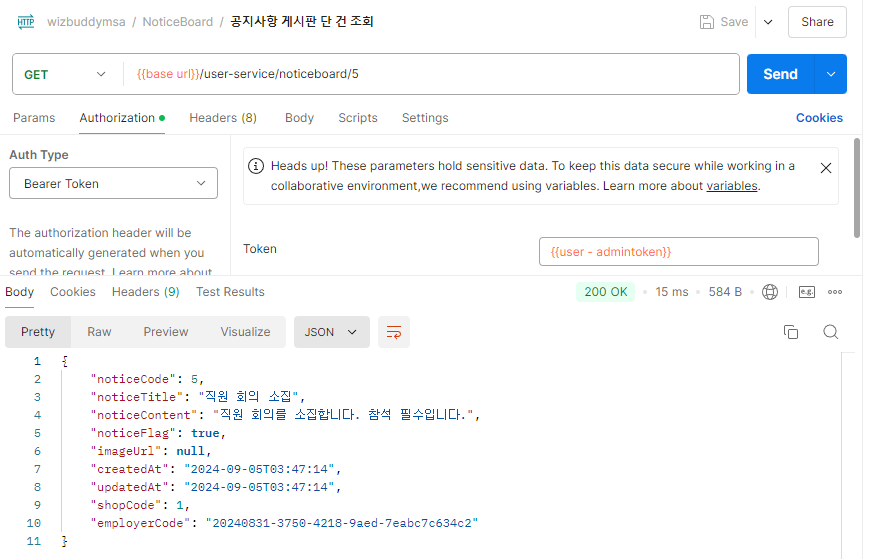 HTTP wizbuddymsa / NoticeBoard / 공지사항 게시판 단 건 조회 Save Share
GET {{base url}}/user-service/noticeboard/5 Send
Params Authorization Headers (8) Body Scripts Settings Cookies
Auth Type
Bearer Token
The authorization header will be
automatically generated when you
send the request. Learn more about
Heads up! These parameters hold sensitive data. To keep this data secure while working in a
collaborative environment,we recommend using variables. Learn more about variables.
Token {{user - admintoken}}
Body Cookies Headers (9) Test Results 200 OK 15 ms 584 B e.g.
Pretty Raw Preview Visualize JSON
1 {
2 "noticeCode": 5,
3 "noticeTitle": "직원 회의 소집",
4 "noticeContent": "직원 회의를 소집합니다. 참석 필수입니다.",
5 "noticeFlag": true,
6 "imageUrl": null,
7 "createdAt": "2024-09-05T03:47:14",
8 "updatedAt": "2024-09-05T03:47:14",
9 "shopCode": 1,
10 "employerCode": "20240831-3750-4218-9aed-7eabc7c634c2"
11 }